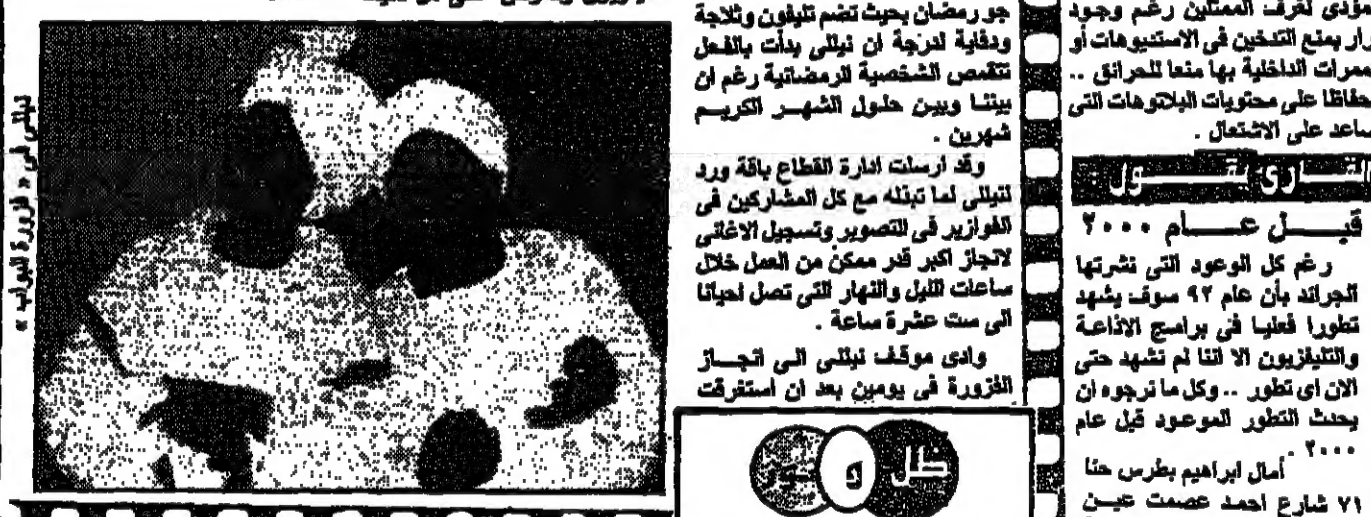 مؤدى لغرف الممثلين رغم وجود
رار بمنع التدخين فى الاستديوهات أو
ممرات الداخلية بها منعا للحرائق ..
حفاظا على محتويات البلاتوهات التى
ساعد على الاشتعال .
القارئ يقول
قبل عام ٢٠٠٠
رغم كل الوعود التى نشرتها
الجرائد بأن عام ٩٢ سوف يشهد
تطورا فعليا فى برامج الاذاعة
والتليفزيون الا اننا لم نشهد حتى
الان اى تطور .. وكل ما نرجوه ان
يحدث التطور الموعود قبل عام
٢٠٠٠ .
أمال ابراهيم بطرس حنا
٧١ شارع احمد عصمت عين
جو رمضان بحيث تضم تليفون وثلاجة
ودفاية لدرجة ان نيللى بدأت بالفعل
تتقمص الشخصية الرمضانية رغم ان
بيننا وبين حلول الشهر الكريم
شهرين .
وقد ارسلت ادارة القطاع باقة ورد
لنيللى لما تبذله مع كل المشاركين فى
الفوازير فى التصوير وتسجيل الاغانى
لانجاز اكبر قدر ممكن من العمل خلال
ساعات الليل والنهار التى تصل احيانا
الى ست عشرة ساعة .
وادى موقف نيللى الى انجاز
الفزورة فى يومين بعد ان استغرقت
ظل و نور
نيللى فى « فزورة